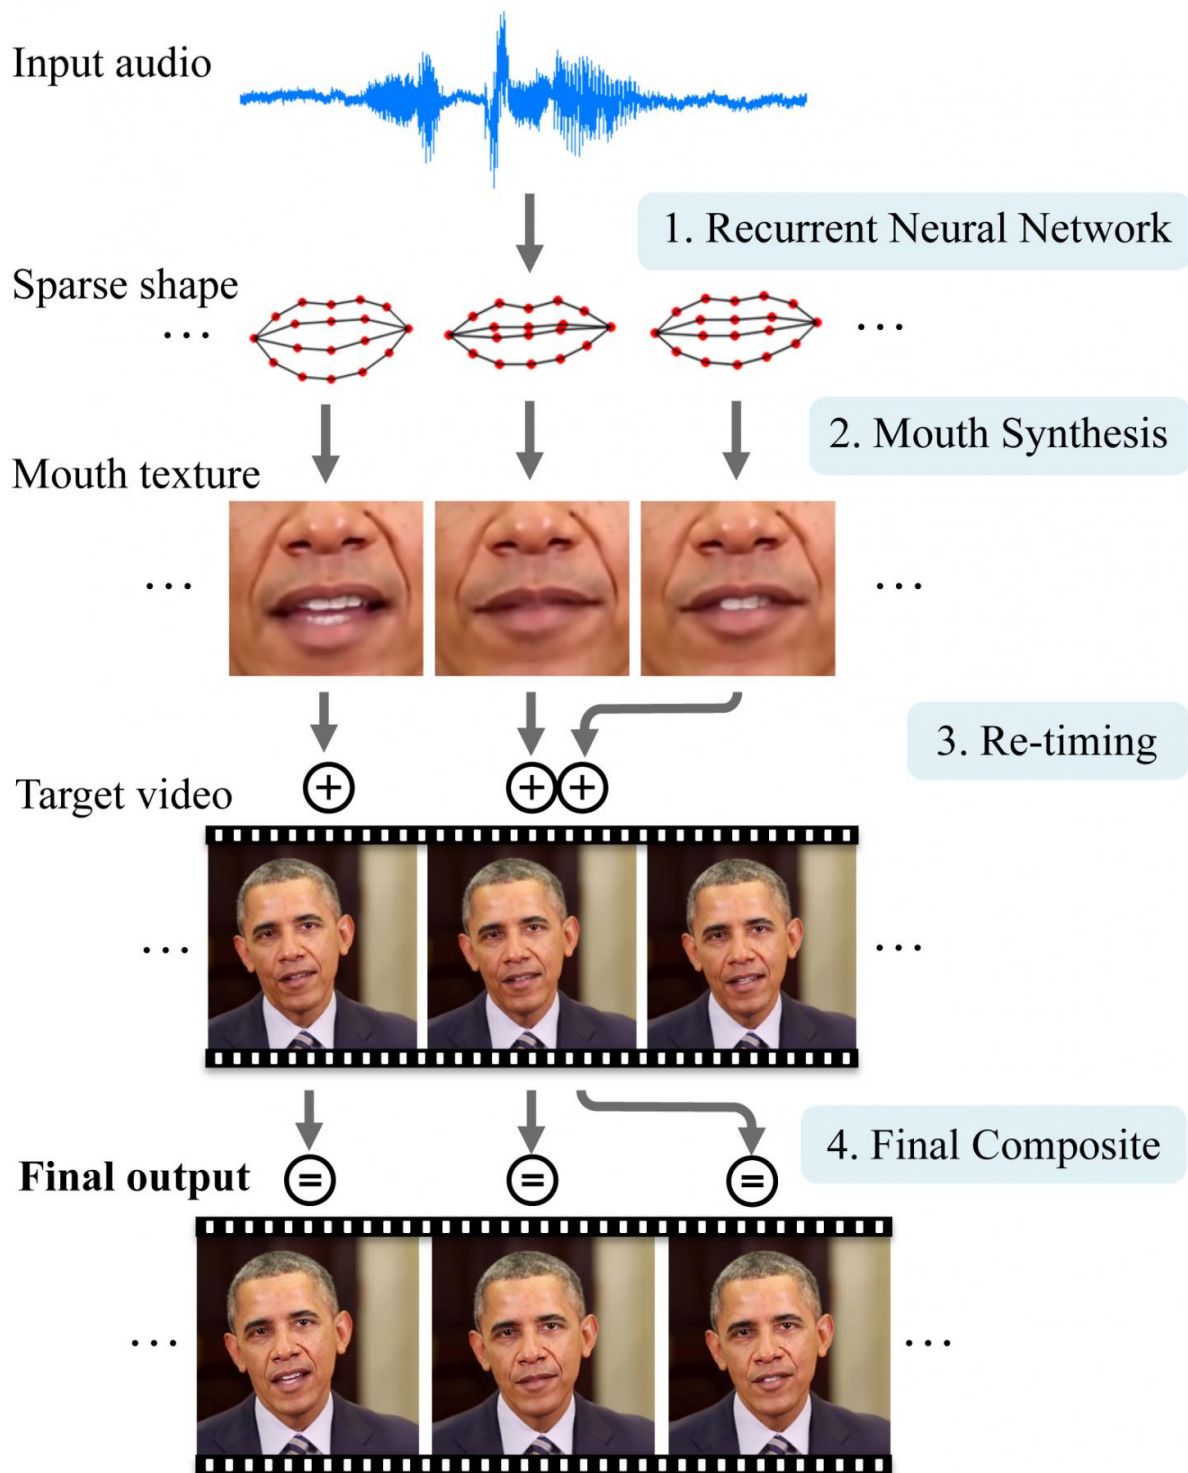 Input audio
1. Recurrent Neural Network
Sparse shape
... ...
2. Mouth Synthesis
Mouth texture
... ...
3. Re-timing
+ + +
Target video
... ...
4. Final Composite
Final output = = =
... ...